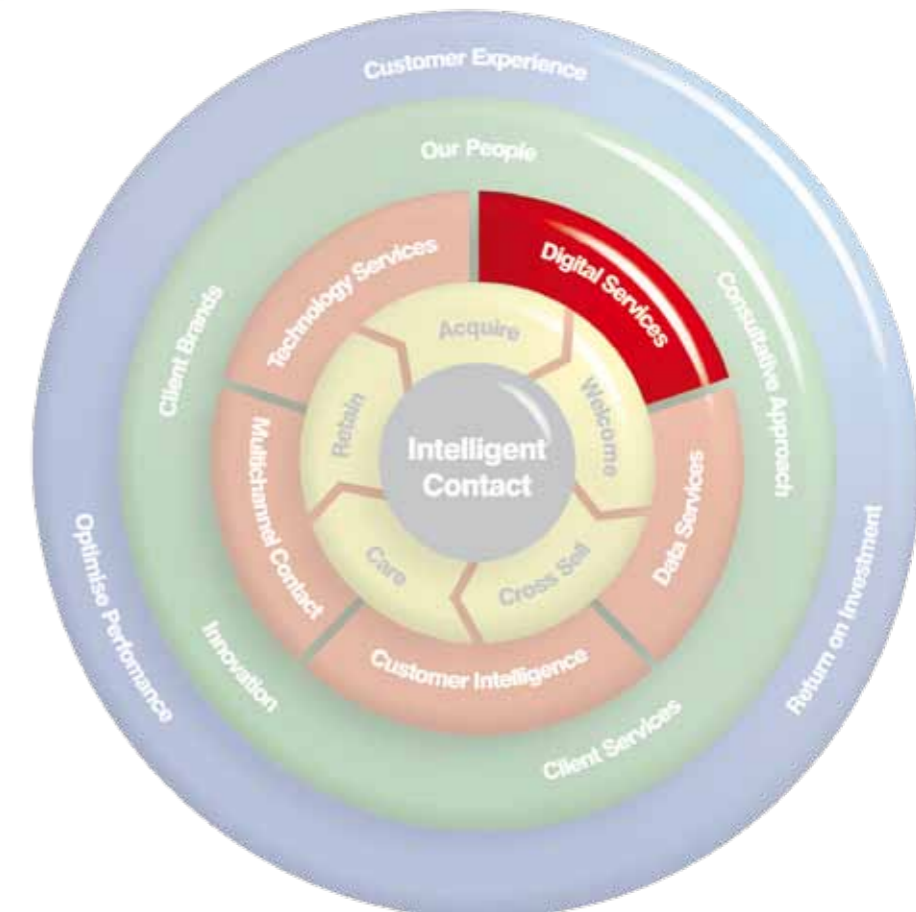 Customer Experience
Our People
Technology Services
Digital Services
Consultative Approach
Client Brands
Acquire
Welcome
Retain
Intelligent
Contact
Multichannel Contact
Data Services
Care
Cross Sell
Customer Intelligence
Optimise Perfomance
Innovation
Client Services
Return on Investment